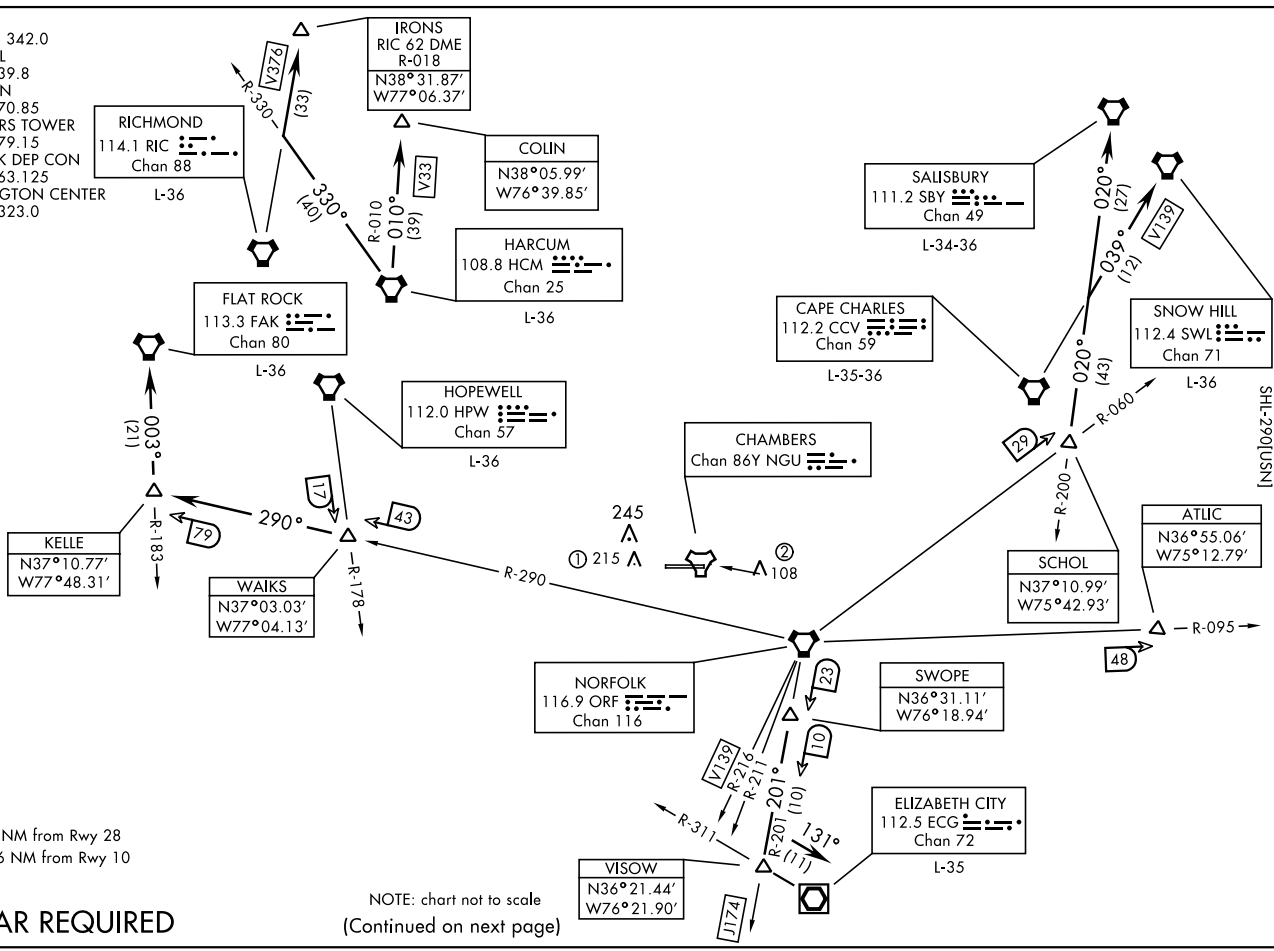 342.0
L
39.8
N
70.85
RS TOWER
79.15
K DEP CON
63.125
GTON CENTER
323.0
RICHMOND
114.1 RIC
Chan 88
L-36
V376
R-330
(33)
IRONS
RIC 62 DME
R-018
N38°31.87’
W77°06.37’
COLIN
N38°05.99’
W76°39.85’
V33
R-010
010°
(39)
330°
(40)
HARCUM
108.8 HCM
Chan 25
L-36
FLAT ROCK
113.3 FAK
Chan 80
L-36
003°
(21)
HOPEWELL
112.0 HPW
Chan 57
L-36
SALISBURY
111.2 SBY
Chan 49
L-34-36
020°
(27)
V139
039°
(12)
CAPE CHARLES
112.2 CCV
Chan 59
L-35-36
SNOW HILL
112.4 SWL
Chan 71
L-36
SHL-290[USN]
020°
(43)
R-060
29
R-200
CHAMBERS
Chan 86Y NGU
245
① 215
②
108
KELLE
N37°10.77’
W77°48.31’
R-183
79
290°
17
43
WAIKS
N37°03.03’
W77°04.13’
R-178
R-290
SCHOL
N37°10.99’
W75°42.93’
ATLIC
N36°55.06’
W75°12.79’
R-095
48
NORFOLK
116.9 ORF
Chan 116
23
SWOPE
N36°31.11’
W76°18.94’
10
V139
R-216
R-211
R-201
201°
(10)
R-311
131°
(11)
ELIZABETH CITY
112.5 ECG
Chan 72
L-35
VISOW
N36°21.44’
W76°21.90’
J174
NM from Rwy 28
6 NM from Rwy 10
AR REQUIRED
NOTE: chart not to scale
(Continued on next page)